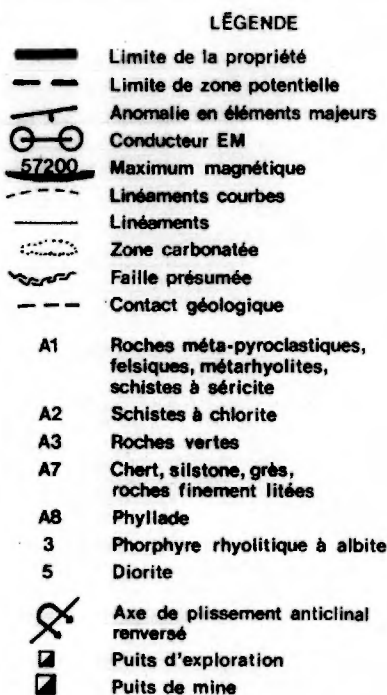 LÉGENDE
Limite de la propriété
Limite de zone potentielle
Anomalie en éléments majeurs
Conducteur EM
57200 Maximum magnétique
Linéaments courbes
Linéaments
Zone carbonatée
Faille présumée
Contact géologique
A1 Roches méta-pyroclastiques,
felsiques, métarhyolites,
schistes à séricite
A2 Schistes à chlorite
A3 Roches vertes
A7 Chert, silstone, grès,
roches finement litées
A8 Phyllade
3 Phorphyre rhyolitique à albite
5 Diorite
Axe de plissement anticlinal
renversé
Puits d'exploration
Puits de mine